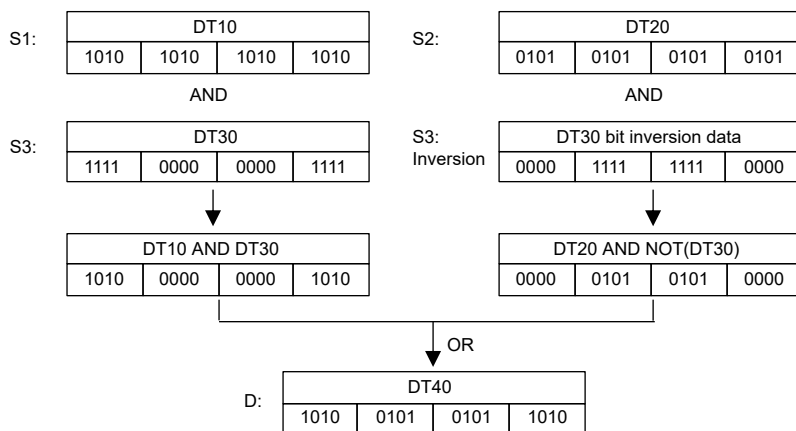 S1:
DT10
1010 1010 1010 1010
S2:
DT20
0101 0101 0101 0101
AND
AND
S3:
DT30
1111 0000 0000 1111
S3:
Inversion
DT30 bit inversion data
0000 1111 1111 0000
DT10 AND DT30
1010 0000 0000 1010
DT20 AND NOT(DT30)
0000 0101 0101 0000
OR
D:
DT40
1010 0101 0101 1010